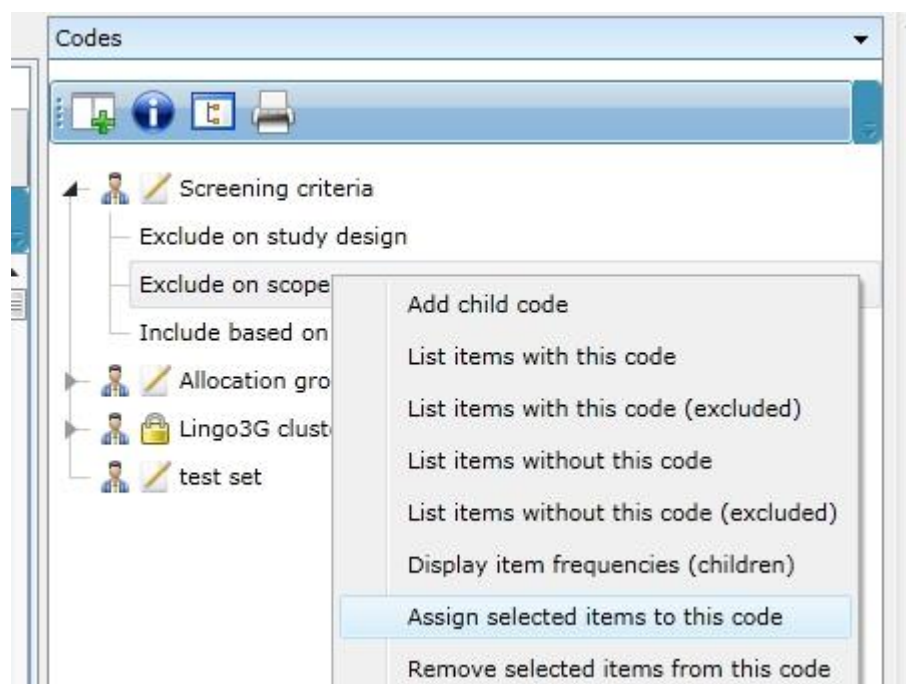 Codes
Screening criteria
Exclude on study design
Exclude on scope
Include based on
Allocation gro
Lingo3G clust
test set
Add child code
List items with this code
List items with this code (excluded)
List items without this code
List items without this code (excluded)
Display item frequencies (children)
Assign selected items to this code
Remove selected items from this code